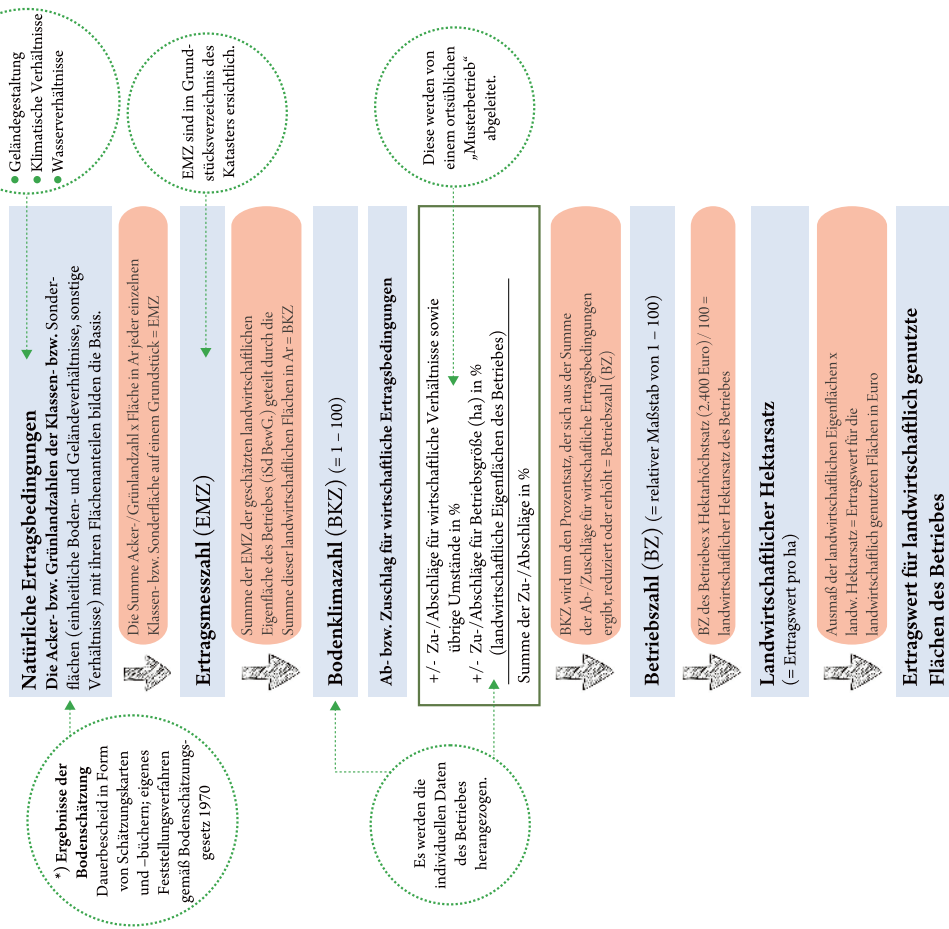 ● Geländegestaltung
● Klimatische Verhältnisse
● Wasserverhältnisse
Natürliche Ertragsbedingungen
Die Acker- bzw. Grünlandzahlen der Klassen- bzw. Sonder-
flächen (einheitliche Boden- und Geländeverhältnisse, sonstige
Verhältnisse) mit ihren Flächenanteilen bilden die Basis.
*) Ergebnisse der
Bodenschätzung
Dauerbescheid in Form
von Schätzungskarten
und –büchern; eigenes
Feststellungsverfahren
gemäß Bodenschätzungs-
gesetz 1970
Die Summe Acker-/Grünlandzahl x Fläche in Ar jeder einzelnen
Klassen- bzw. Sonderfläche auf einem Grundstück = EMZ
EMZ sind im Grund-
stücksverzeichnis des
Katasters ersichtlich.
Ertragsmesszahl (EMZ)
Summe der EMZ der geschätzten landwirtschaftlichen
Eigenfläche des Betriebes (Sd BewG.) geteilt durch die
Summe dieser landwirtschaftlichen Flächen in Ar = BKZ
Bodenklimazahl (BKZ) (= 1 – 100)
Ab- bzw. Zuschlag für wirtschaftliche Ertragsbedingungen
Diese werden von
einem ortsüblichen
„Musterbetrieb“
abgeleitet.
+/- Zu-/Abschläge für wirtschaftliche Verhältnisse sowie
übrige Umstände in %
+/- Zu-/Abschläge für Betriebsgröße (ha) in %
(landwirtschaftliche Eigenflächen des Betriebes)
Summe der Zu-/Abschläge in %
Es werden die
individuellen Daten
des Betriebes
herangezogen.
BKZ wird um den Prozentsatz, der sich aus der Summe
der Ab-/Zuschläge für wirtschaftliche Ertragsbedingungen
ergibt, reduziert oder erhöht = Betriebszahl (BZ)
Betriebszahl (BZ) (= relativer Maßstab von 1 – 100)
BZ des Betriebes x Hektarhöchstsatz (2.400 Euro)/ 100 =
landwirtschaftlicher Hektarsatz des Betriebes
Landwirtschaftlicher Hektarsatz
(= Ertragswert pro ha)
Ausmaß der landwirtschaftlichen Eigenflächen x
landw. Hektarsatz = Ertragswert für die
landwirtschaftlich genutzten Flächen in Euro
Ertragswert für landwirtschaftlich genutzte
Flächen des Betriebes